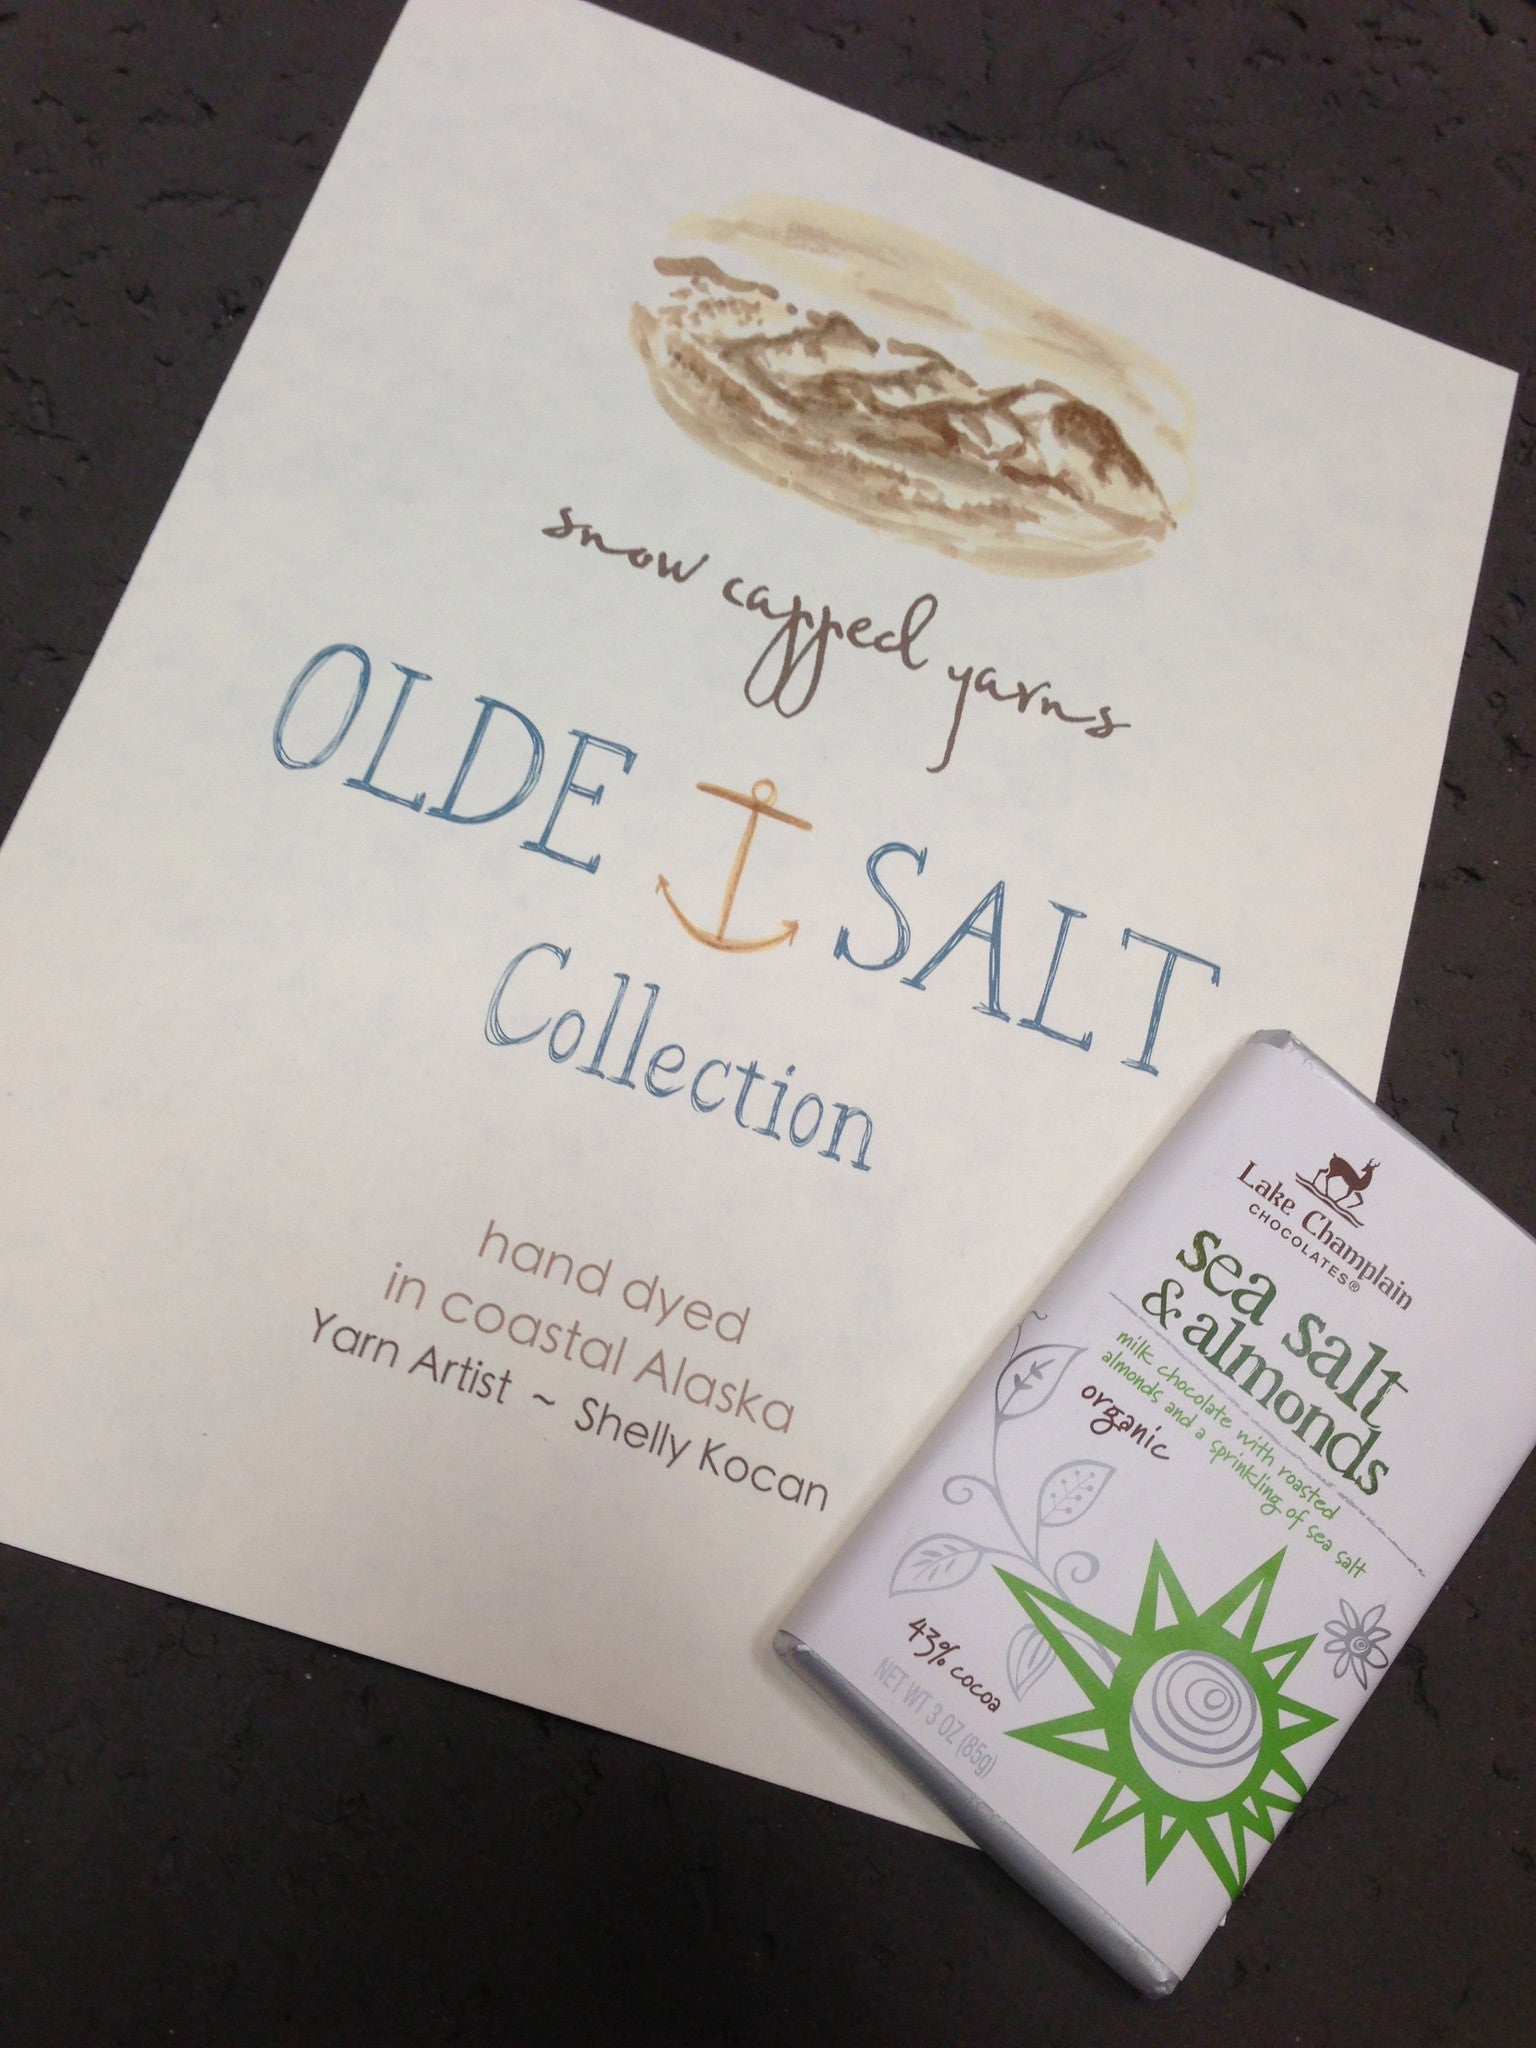 snow capped yarns
OLDE SALT
Collection
hand dyed
in coastal Alaska
Yarn Artist ~ Shelly Kocan
Lake Champlain
CHOCOLATES®
sea salt
& almonds
milk chocolate with roasted
almonds and a sprinkling of sea salt
organic
43% cocoa
NET WT 3 OZ (85g)